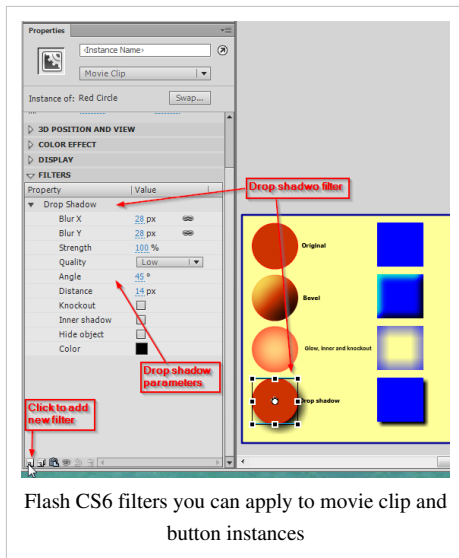 Properties
<Instance Name>
Movie Clip
Instance of: Red Circle
Swap...
3D POSITION AND VIEW
COLOR EFFECT
DISPLAY
FILTERS
Property Value
Drop Shadow
Blur X 28 px
Blur Y 28 px
Strength 100 %
Quality Low
Angle 45 °
Distance 14 px
Knockout
Inner shadow
Hide object
Color
Drop shadwo filter
Drop shadow
parameters
Click to add
new filter
Original
Bevel
Glow, inner and knockout
Drop shadow
Flash CS6 filters you can apply to movie clip and
button instances